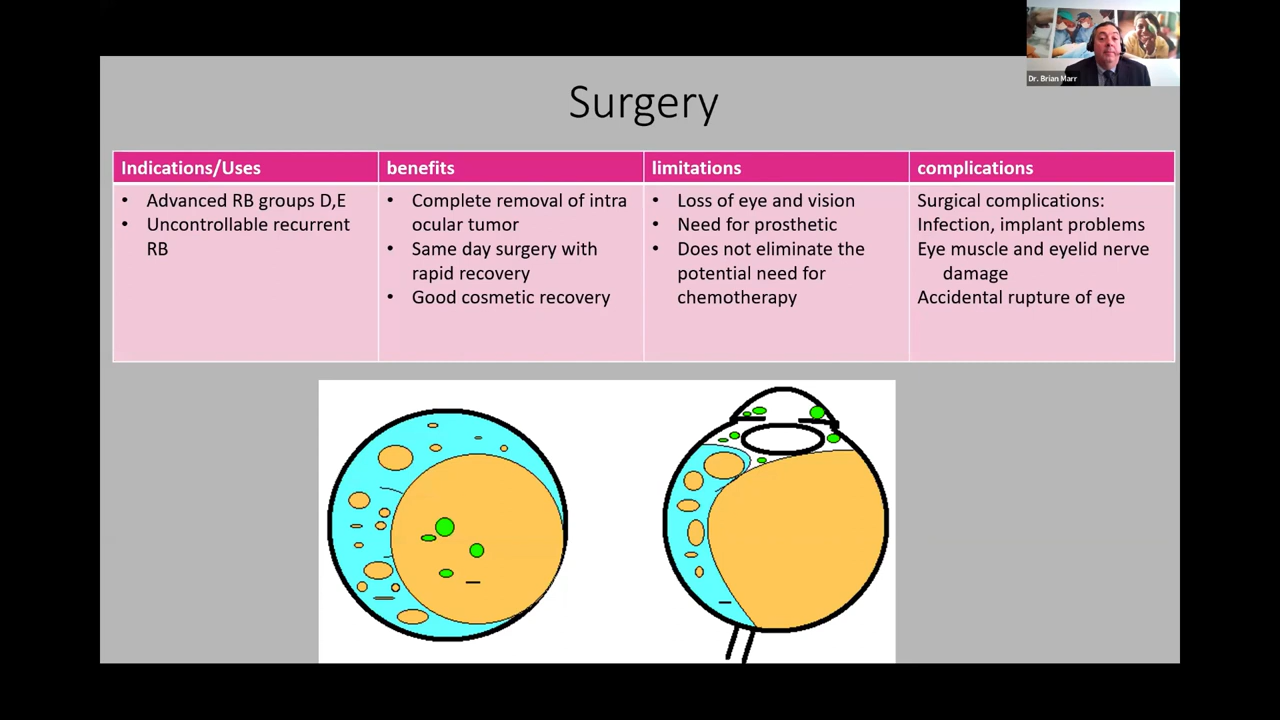 Dr. Brian Marr
Surgery
Indications/Uses
• Advanced RB groups D,E
• Uncontrollable recurrent
RB
benefits
• Complete removal of intra
ocular tumor
• Same day surgery with
rapid recovery
• Good cosmetic recovery
limitations
• Loss of eye and vision
• Need for prosthetic
• Does not eliminate the
potential need for
chemotherapy
complications
Surgical complications:
Infection, implant problems
Eye muscle and eyelid nerve
damage
Accidental rupture of eye